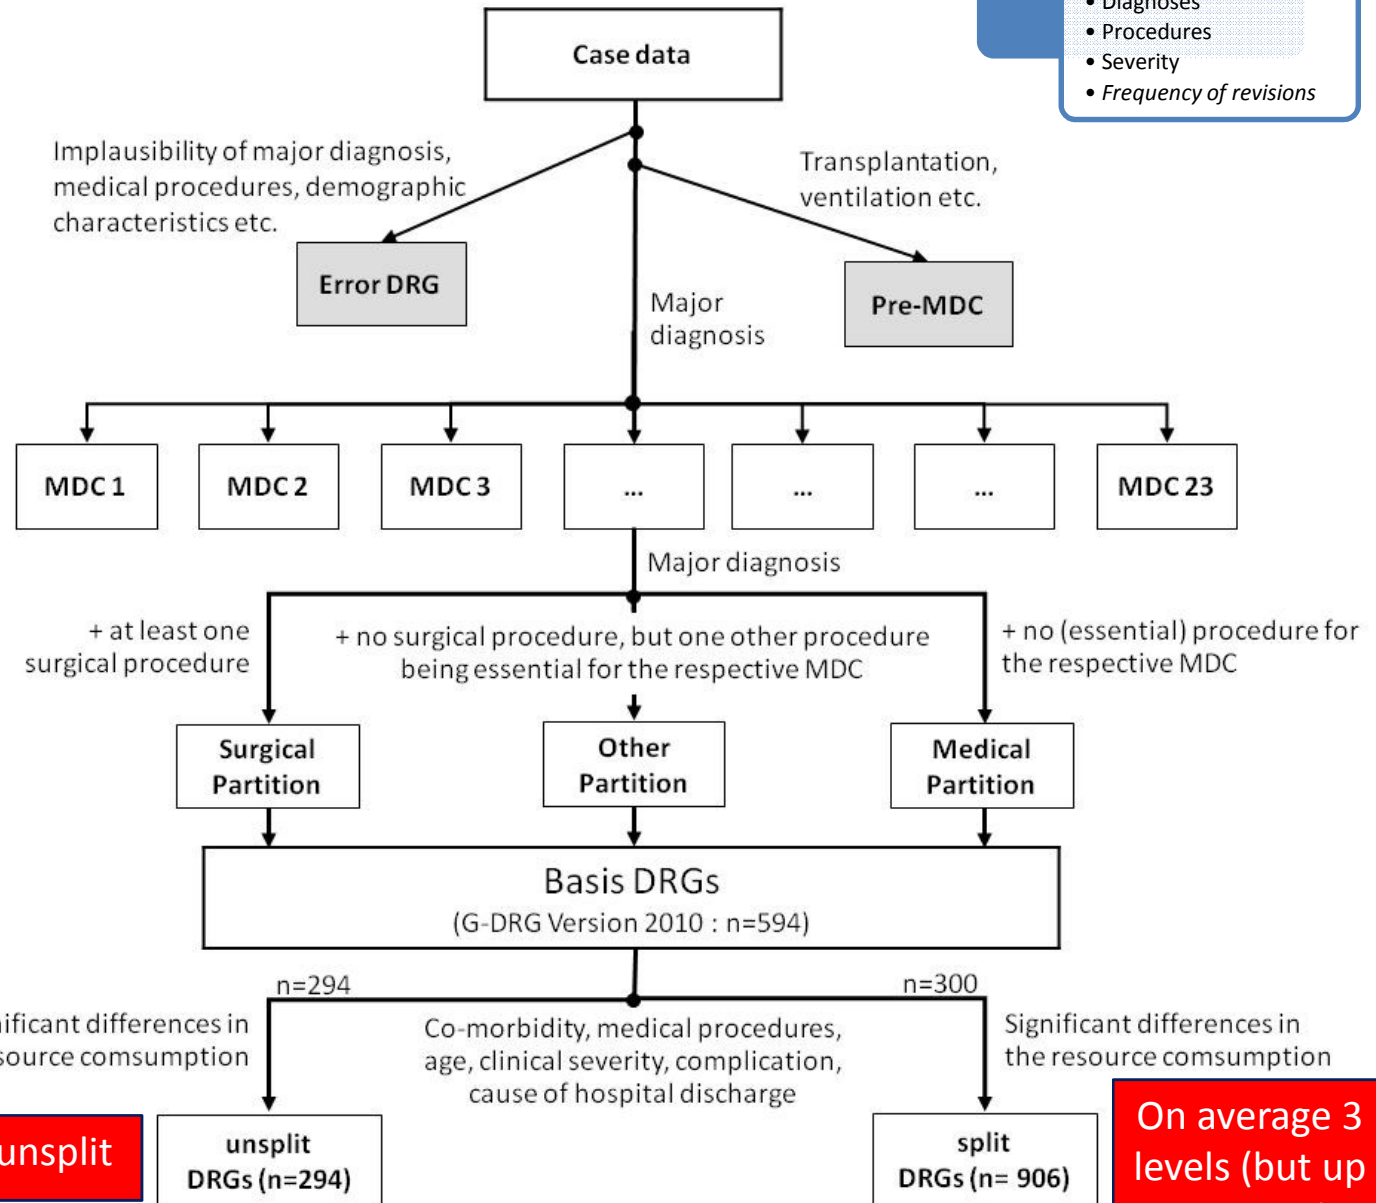 • Diagnoses
• Procedures
• Severity
• Frequency of revisions
Case data
Implausibility of major diagnosis,
medical procedures, demographic
characteristics etc.
Transplantation,
ventilation etc.
Error DRG
Pre-MDC
Major
diagnosis
MDC 1
MDC 2
MDC 3
...
...
...
MDC 23
Major diagnosis
+ at least one
surgical procedure
+ no surgical procedure, but one other procedure
being essential for the respective MDC
+ no (essential) procedure for
the respective MDC
Surgical
Partition
Other
Partition
Medical
Partition
Basis DRGs
(G-DRG Version 2010 : n=594)
n=294
n=300
differences in
comsumption
Co-morbidity, medical procedures,
age, clinical severity, complication,
cause of hospital discharge
Significant differences in
the resource comsumption
unsplit
unsplit
DRGs (n=294)
split
DRGs (n= 906)
On average 3
levels (but up